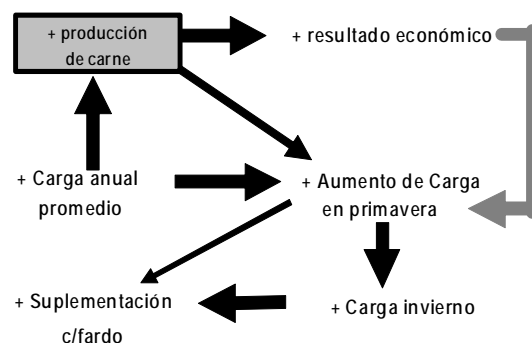 + producción
de carne
+ resultado económico
+ Carga anual
promedio
+ Aumento de Carga
en primavera
+ Suplementación
c/fardo
+ Carga invierno